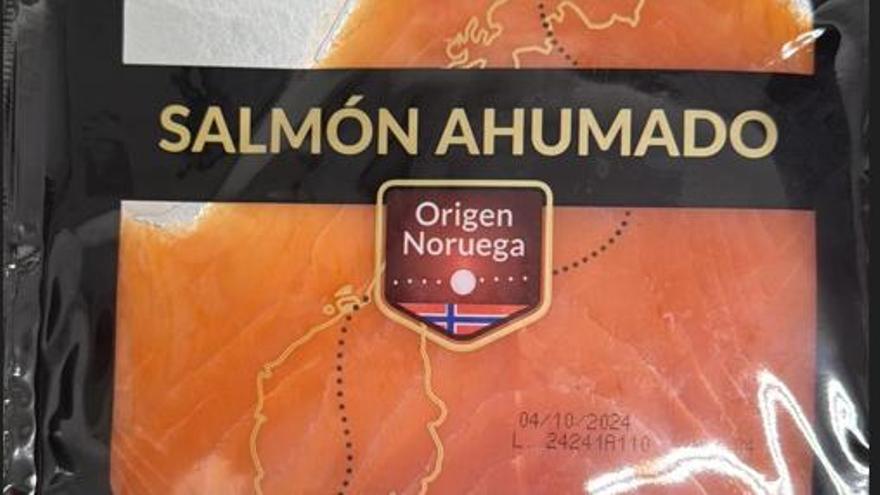 SALMÓN AHUMADO
Origen
Noruega
04/10/2024
L. 24241A110